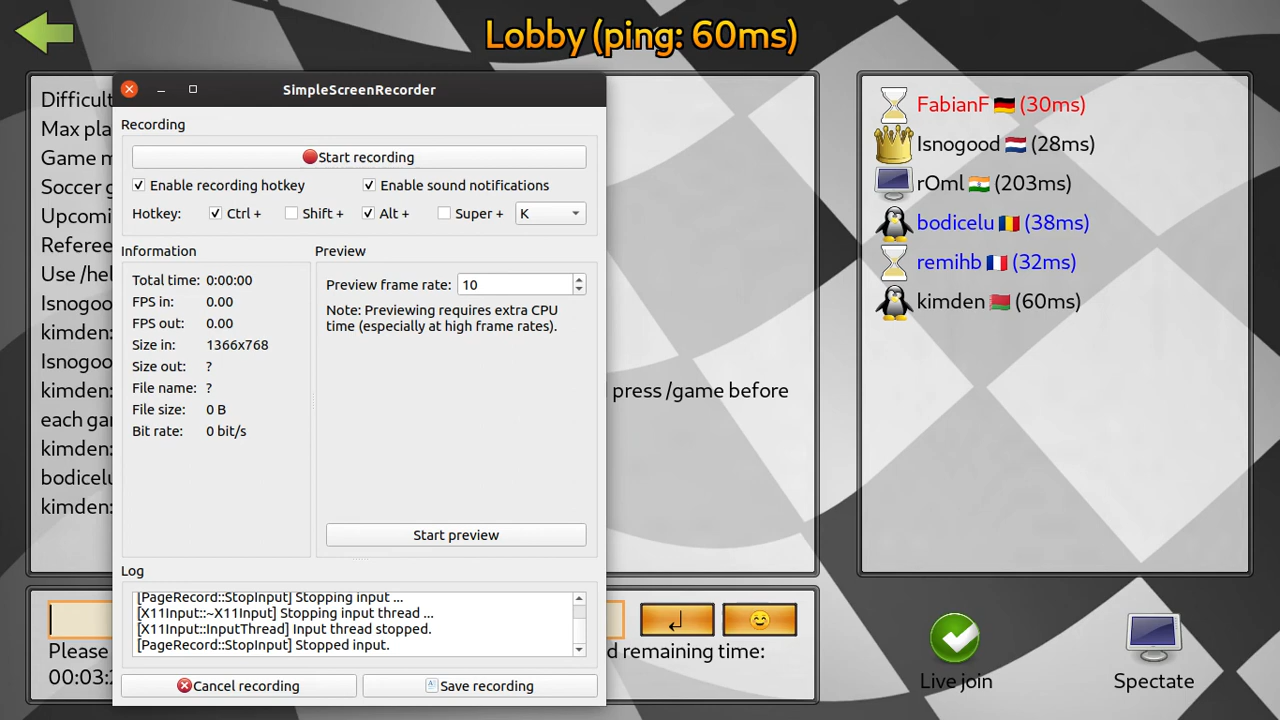 Lobby (ping: 60ms)
Difficult
Max pla
Game m
Soccer g
Upcomi
Referee
Use /hel
Isnogoo
kimden:
Isnogoo
kimden:
press /game before
each gar
kimden:
bodicelu
kimden:
SimpleScreenRecorder
Recording
Start recording
Enable recording hotkey
Enable sound notifications
Hotkey: Ctrl + Shift + Alt + Super + K
Information
Total time: 0:00:00
FPS in: 0.00
FPS out: 0.00
Size in: 1366x768
Size out: ?
File name: ?
File size: 0 B
Bit rate: 0 bit/s
Preview
Preview frame rate: 10
Note: Previewing requires extra CPU
time (especially at high frame rates).
Start preview
Log
[PageRecord::StopInput] Stopping input ...
[X11Input::~X11Input] Stopping input thread ...
[X11Input::InputThread] Input thread stopped.
[PageRecord::StopInput] Stopped input.
Cancel recording
Save recording
Please
d remaining time:
00:03:2
FabianF (30ms)
Isnogood (28ms)
rOml (203ms)
bodicelu (38ms)
remihb (32ms)
kimden (60ms)
Live join
Spectate